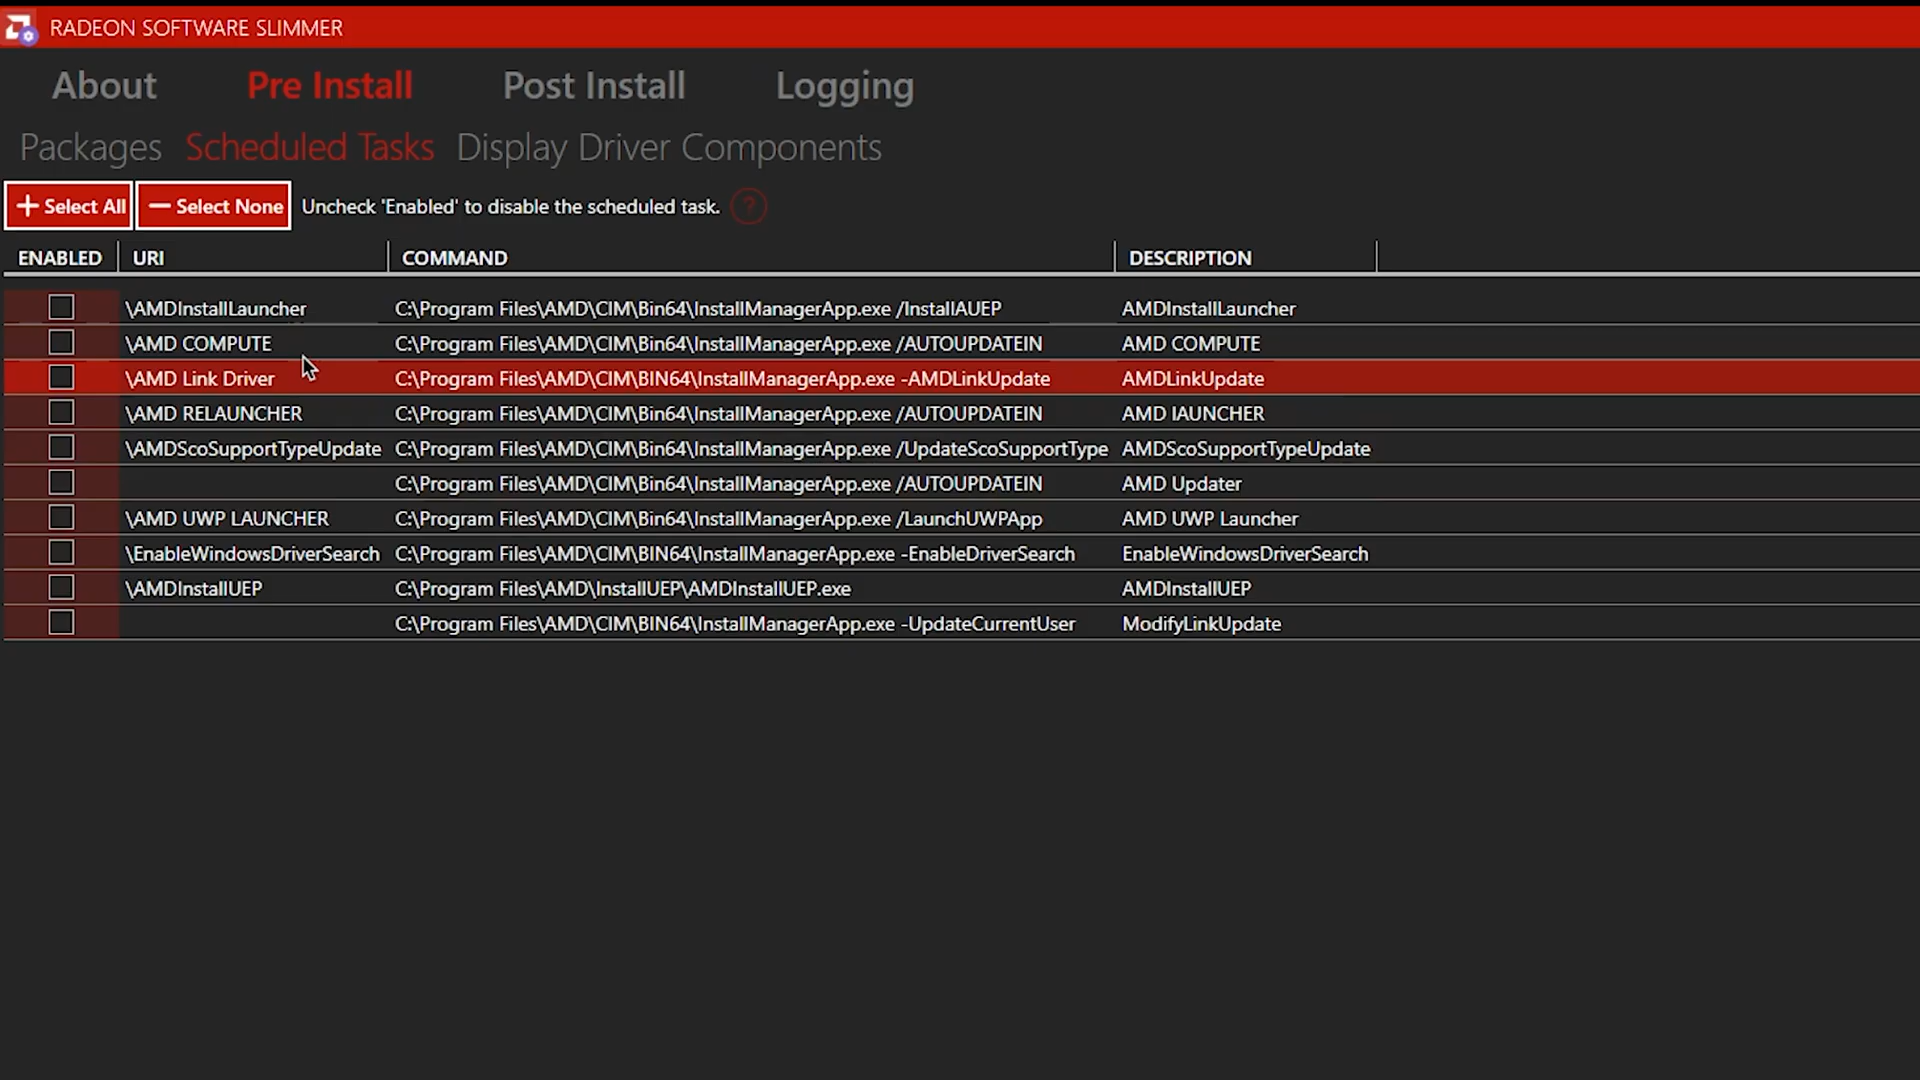 RADEON SOFTWARE SLIMMER
About Pre Install Post Install Logging
Packages Scheduled Tasks Display Driver Components
+ Select All — Select None Uncheck 'Enabled' to disable the scheduled task. ?
ENABLED URI COMMAND DESCRIPTION
\AMDInstallLauncher C:\Program Files\AMD\CIM\Bin64\InstallManagerApp.exe /InstallAUEP AMDInstallLauncher
\AMD COMPUTE C:\Program Files\AMD\CIM\Bin64\InstallManagerApp.exe /AUTOUPDATEIN AMD COMPUTE
\AMD Link Driver C:\Program Files\AMD\CIM\BIN64\InstallManagerApp.exe -AMDLinkUpdate AMDLinkUpdate
\AMD RELAUNCHER C:\Program Files\AMD\CIM\Bin64\InstallManagerApp.exe /AUTOUPDATEIN AMD lAUNCHER
\AMDScoSupportTypeUpdate C:\Program Files\AMD\CIM\Bin64\InstallManagerApp.exe /UpdateScoSupportType AMDScoSupportTypeUpdate
C:\Program Files\AMD\CIM\Bin64\InstallManagerApp.exe /AUTOUPDATEIN AMD Updater
\AMD UWP LAUNCHER C:\Program Files\AMD\CIM\Bin64\InstallManagerApp.exe /LaunchUWPApp AMD UWP Launcher
\EnableWindowsDriverSearch C:\Program Files\AMD\CIM\BIN64\InstallManagerApp.exe -EnableDriverSearch EnableWindowsDriverSearch
\AMDInstallUEP C:\Program Files\AMD\InstallUEP\AMDInstallUEP.exe AMDInstallUEP
C:\Program Files\AMD\CIM\BIN64\InstallManagerApp.exe -UpdateCurrentUser ModifyLinkUpdate